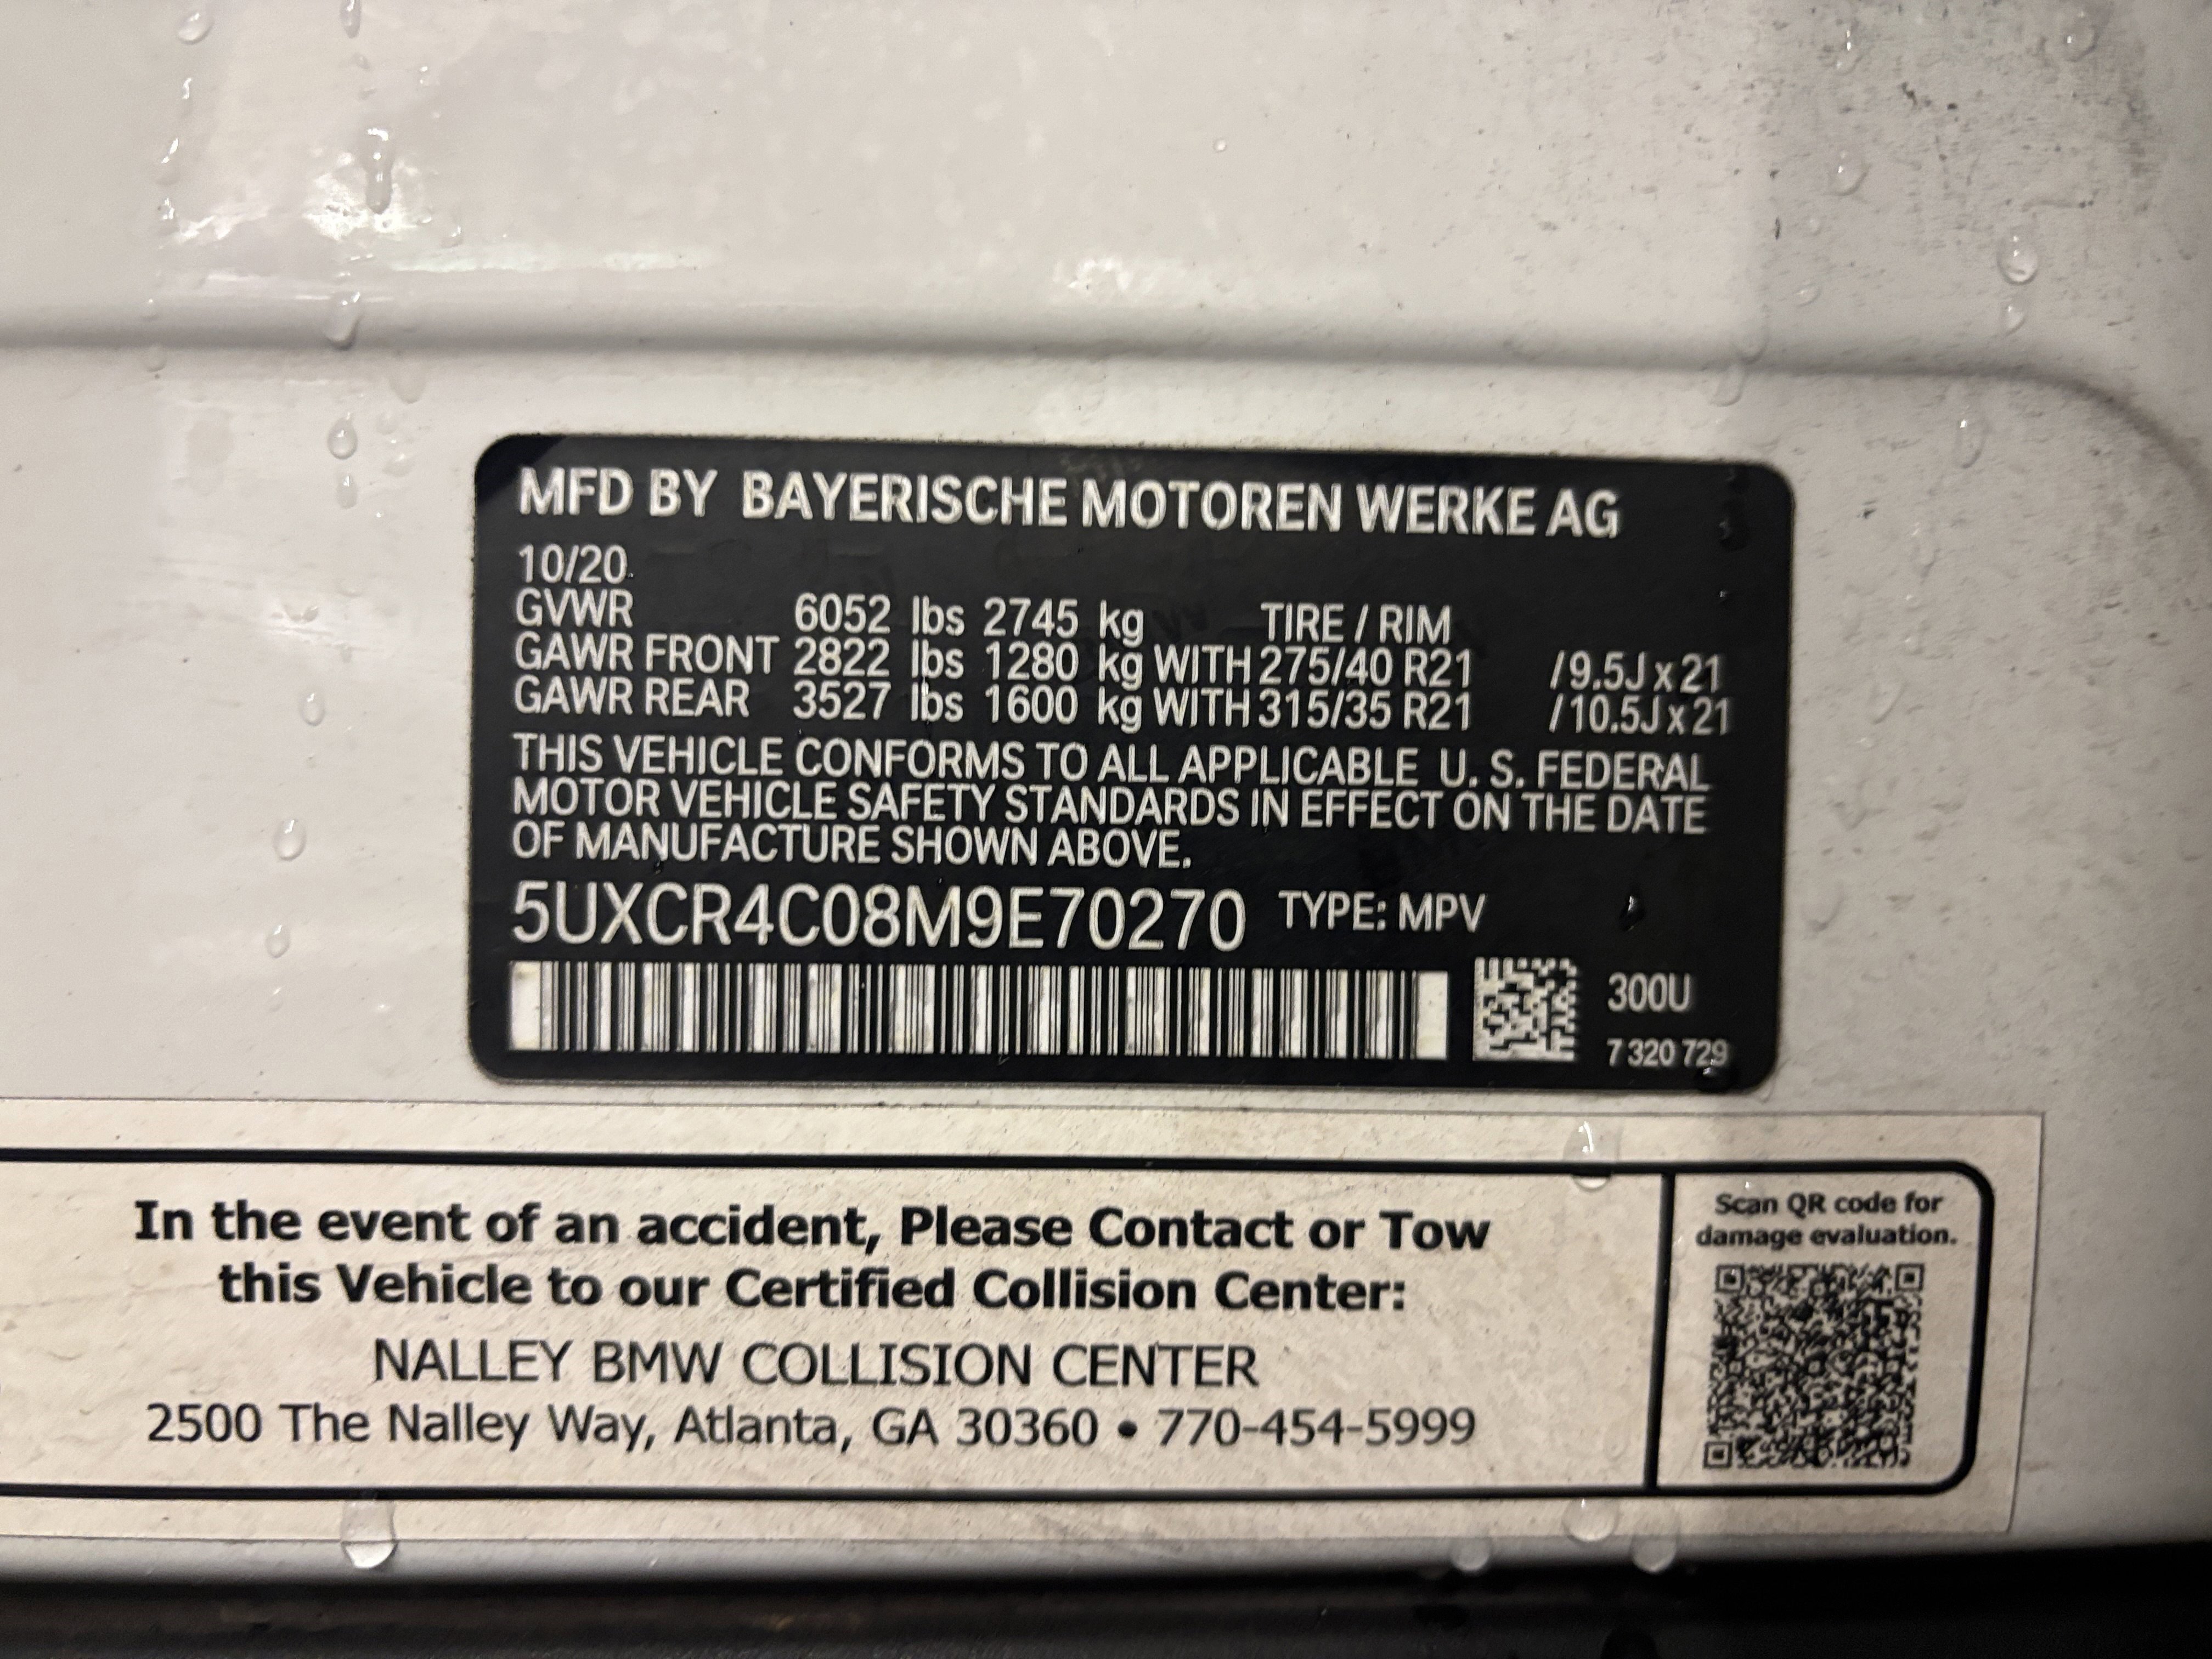 MFD BY BAYERISCHE MOTOREN WERKE AG
10/20
GVWR 6052 lbs 2745 kg TIRE / RIM
GAWR FRONT 2822 lbs 1280 kg WITH 275/40 R21 / 9.5J x 21
GAWR REAR 3527 lbs 1600 kg WITH 315/35 R21 / 10.5J x 21
THIS VEHICLE CONFORMS TO ALL APPLICABLE U. S. FEDERAL
MOTOR VEHICLE SAFETY STANDARDS IN EFFECT ON THE DATE
OF MANUFACTURE SHOWN ABOVE.
5UXCR4C08M9E70270 TYPE: MPV
300U
7 320 729
In the event of an accident, Please Contact or Tow
this Vehicle to our Certified Collision Center:
NALLEY BMW COLLISION CENTER
2500 The Nalley Way, Atlanta, GA 30360 • 770-454-5999
Scan QR code for
damage evaluation.